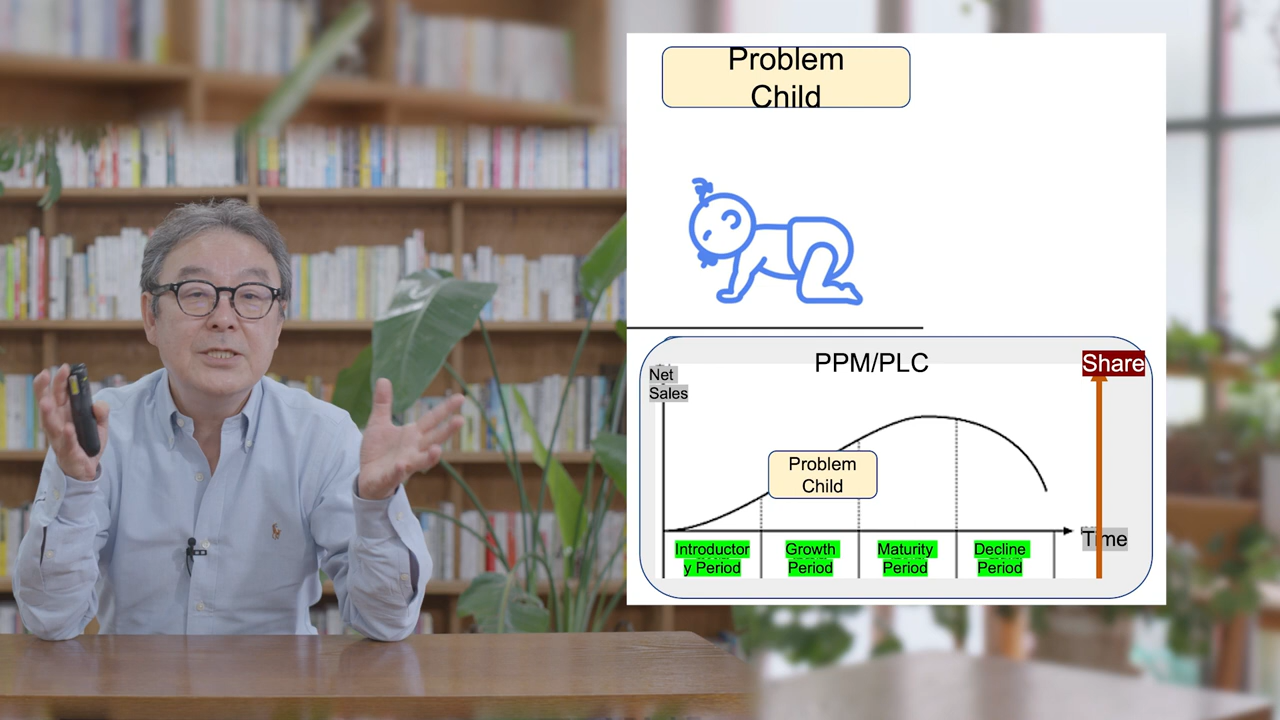 Problem
Child
PPM/PLC
Share
Net
Sales
Problem
Child
Time
Introductor
y Period
Growth
Period
Maturity
Period
Decline
Period